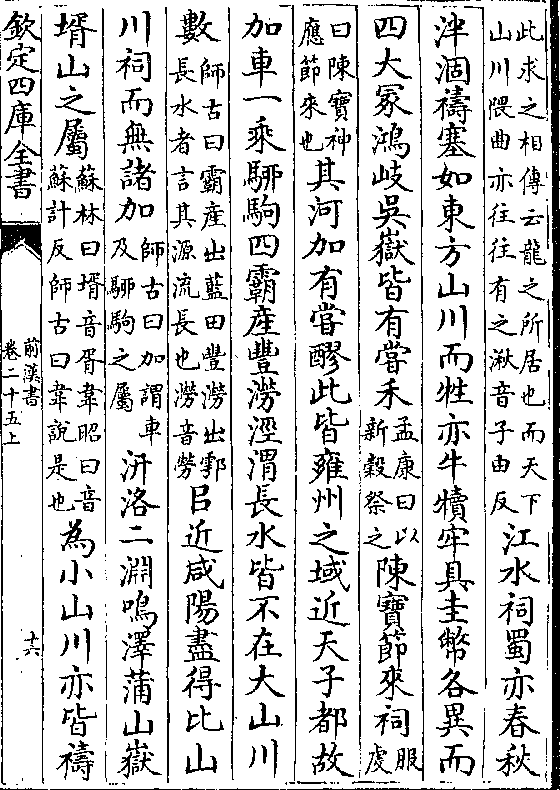 此求之相傳云龍之所居也而天下
山川隈曲亦往往有之湫音子由反
江水祠蜀亦春秋
泮涸禱塞如東方山川而牲亦牛犢牢具圭幣各異而
四大冢鴻岐吳嶽皆有嘗禾
孟康曰以
新穀祭之
陳寶節來祠
服
虔
曰陳寶神
應節來也
其河加有嘗醪此皆雍州之域近天子都故
加車一乘駵駒四霸產豐澇涇渭長水皆不在大山川
數
師古曰霸產出藍田豐澇出鄠
長水者言其源流長也澇音勞
㠯近咸陽盡得比山
川祠而無諸加
師古曰加謂車
及駵駒之屬
汧洛二淵鳴澤蒲山嶽
壻山之屬
蘇林曰壻音胥韋昭曰音
蘇計反師古曰韋說是也
為小山川亦皆禱
欽定四庫全書
前漢書
卷二十五上
十六